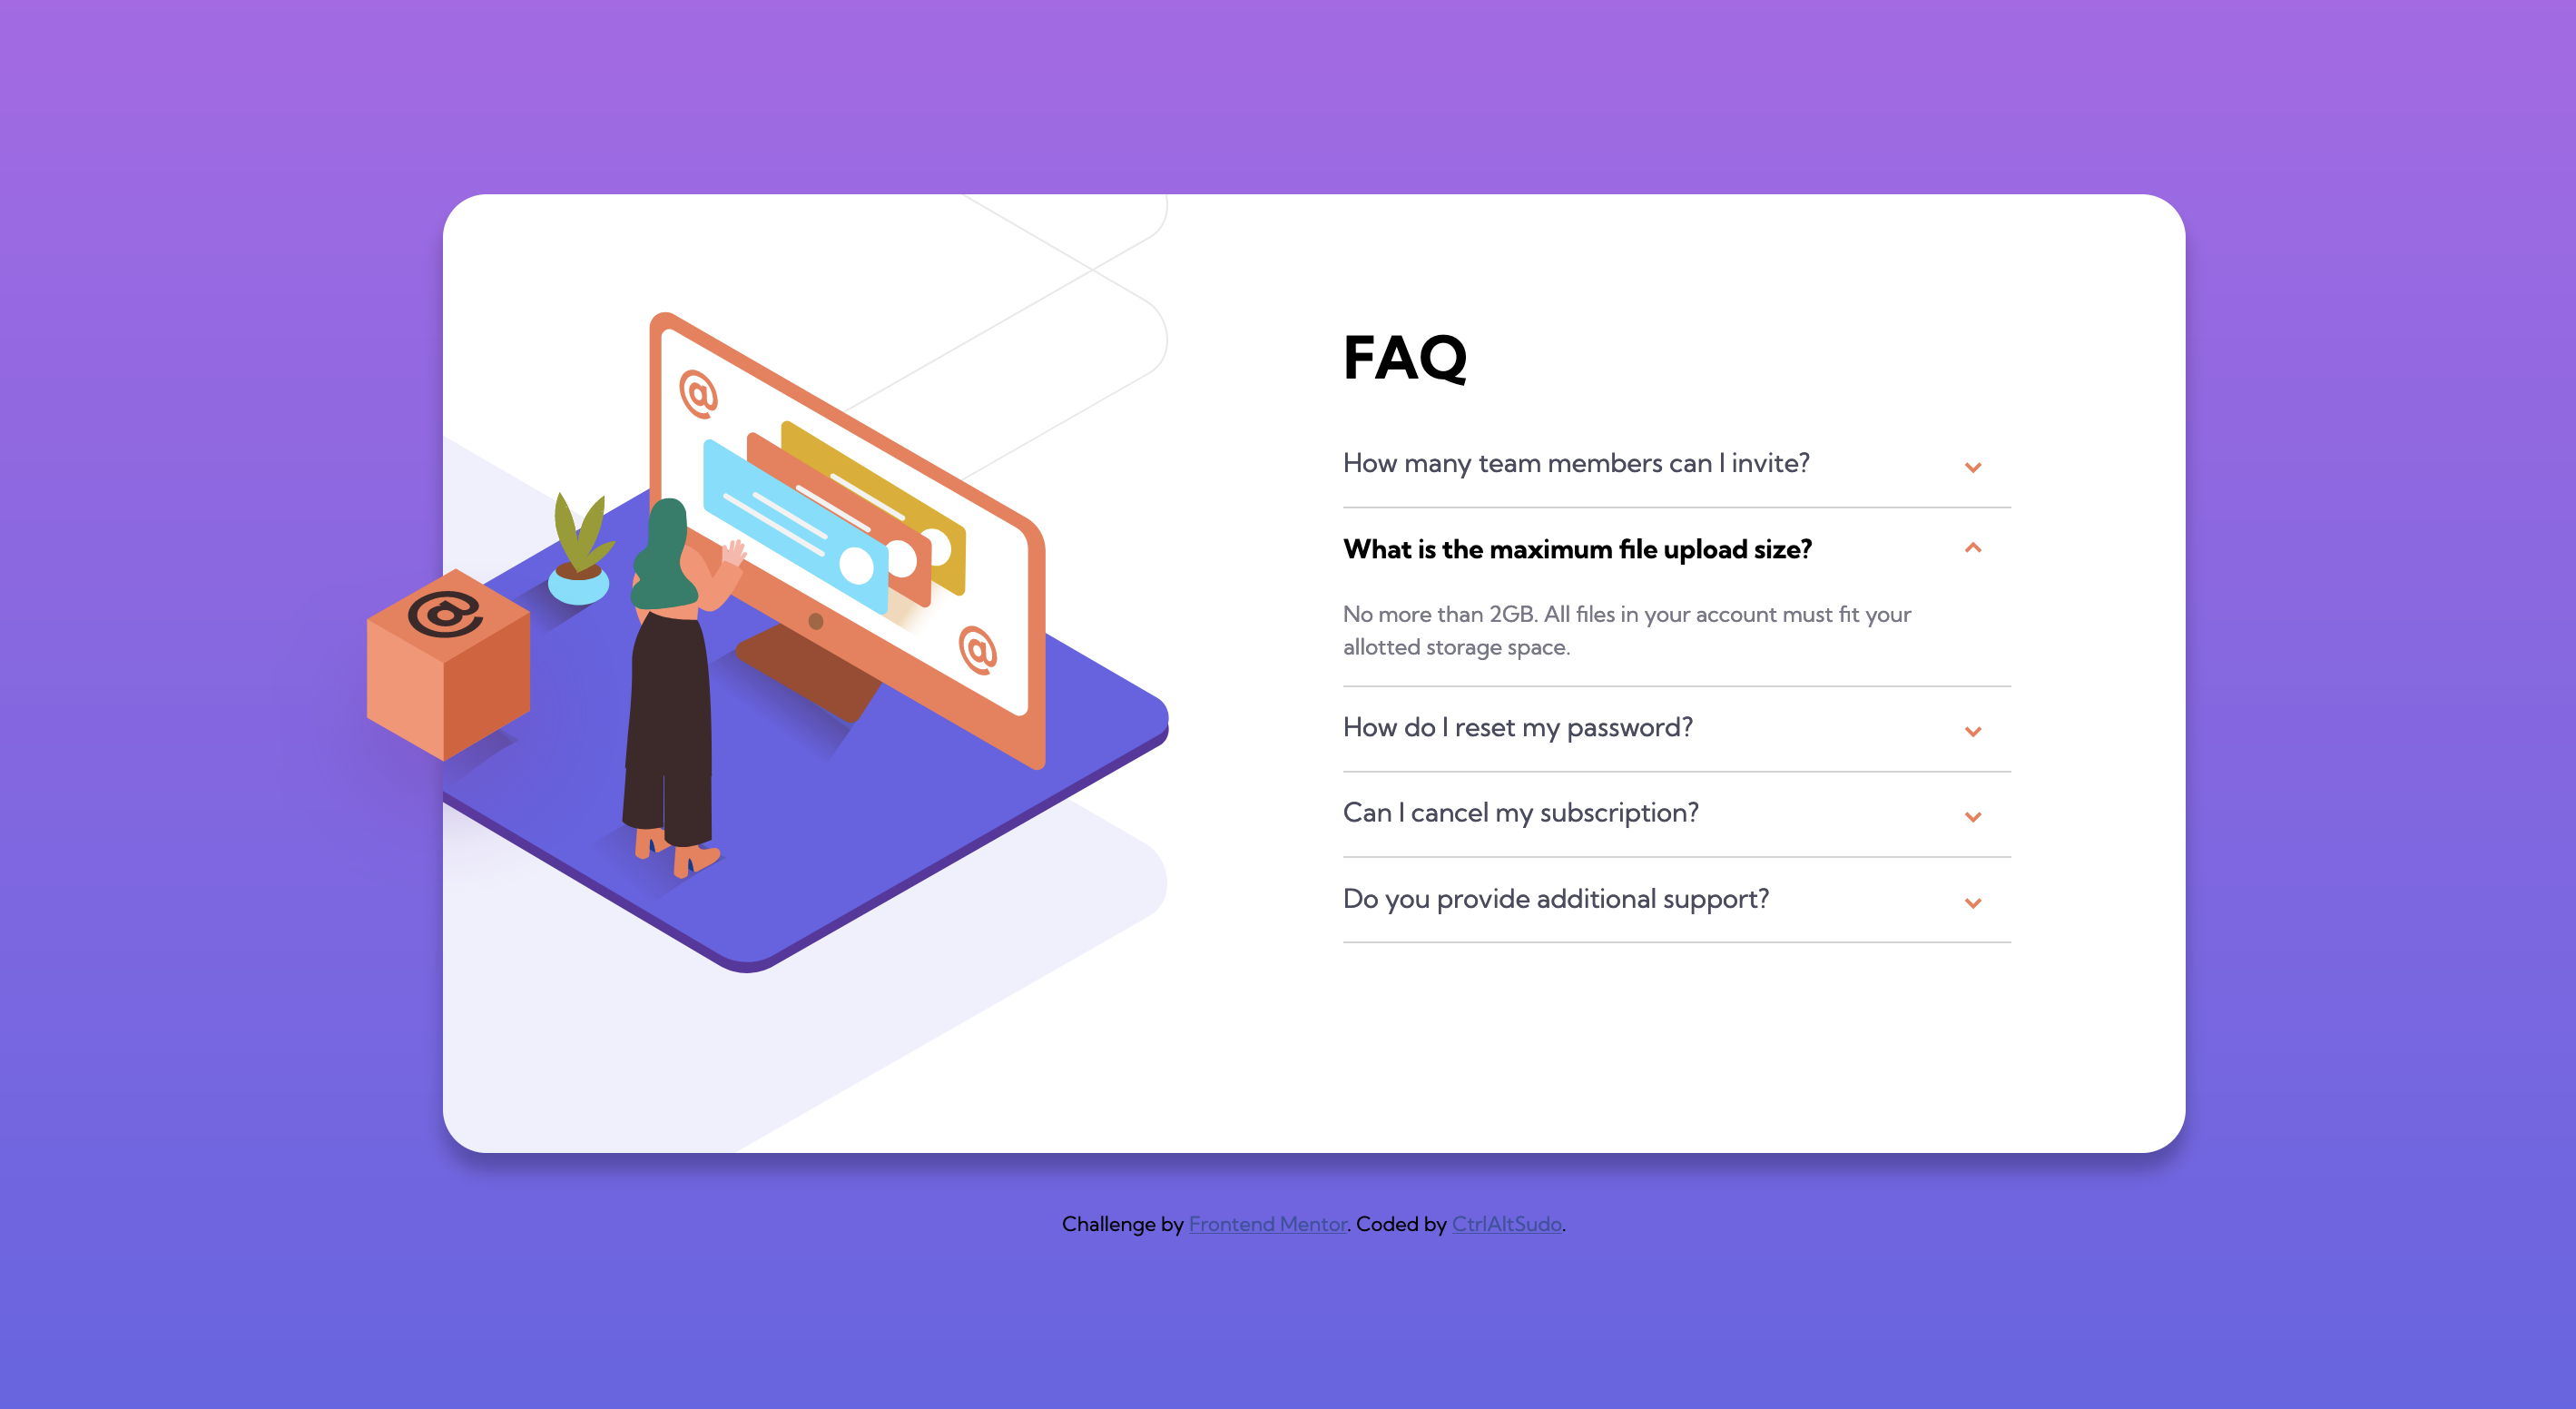 FAQ
How many team members can I invite?
What is the maximum file upload size?
No more than 2GB. All files in your account must fit your
allotted storage space.
How do I reset my password?
Can I cancel my subscription?
Do you provide additional support?
@
@
@
Challenge by Frontend Mentor. Coded by CtrlAltSudo.